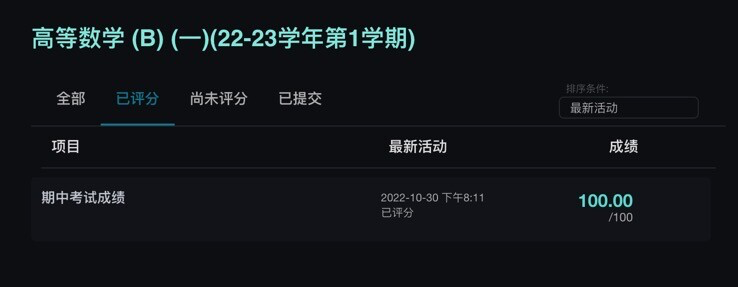 高等数学 (B) (一)(22-23学年第1学期)
全部 已评分 尚未评分 已提交
排序条件:
最新活动
项目 最新活动 成绩
期中考试成绩 2022-10-30 下午8:11 100.00
已评分 /100